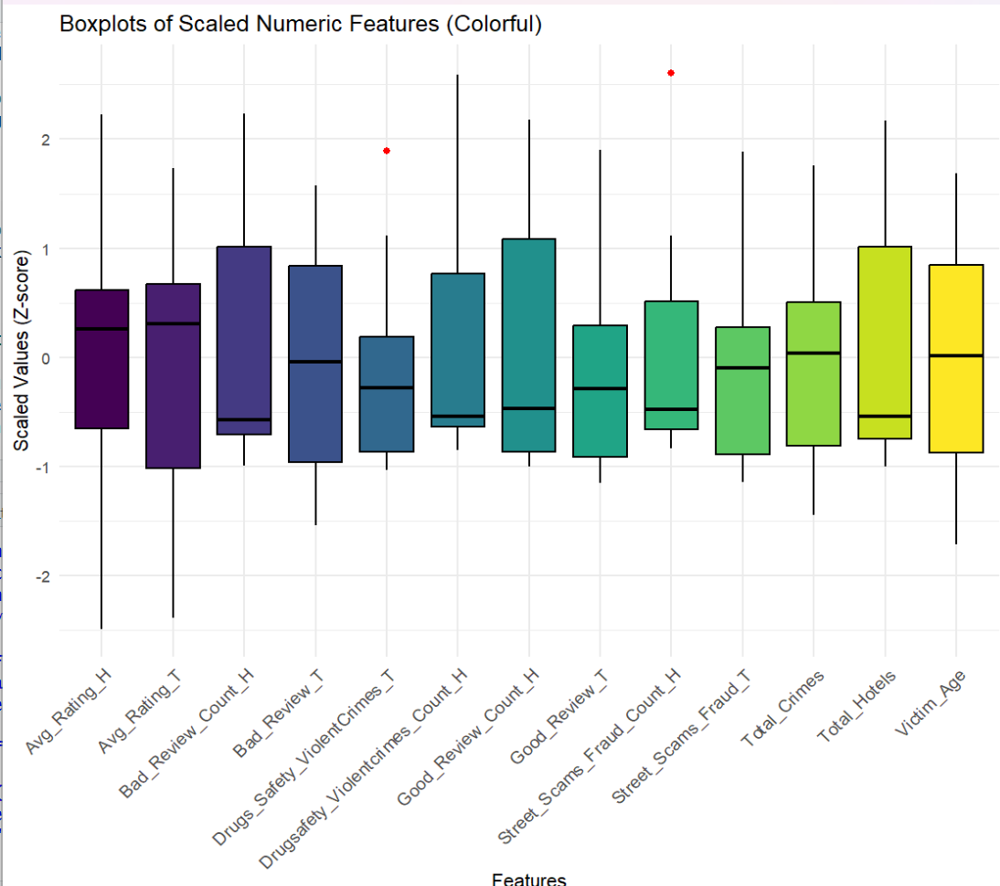 Boxplots of Scaled Numeric Features (Colorful)
Scaled Values (Z-score)
2
1
0
-1
-2
Avg_Rating_H
Avg_Rating_T
Bad_Review_Count_H
Bad_Review_T
Drugs_Safety_ViolentCrimes_T
Drugsafety_Violentcrimes_Count_H
Good_Review_Count_H
Good_Review_T
Street_Scams_Fraud_Count_H
Street_Scams_Fraud_T
Total_Crimes
Total_Hotels
Victim_Age
Features